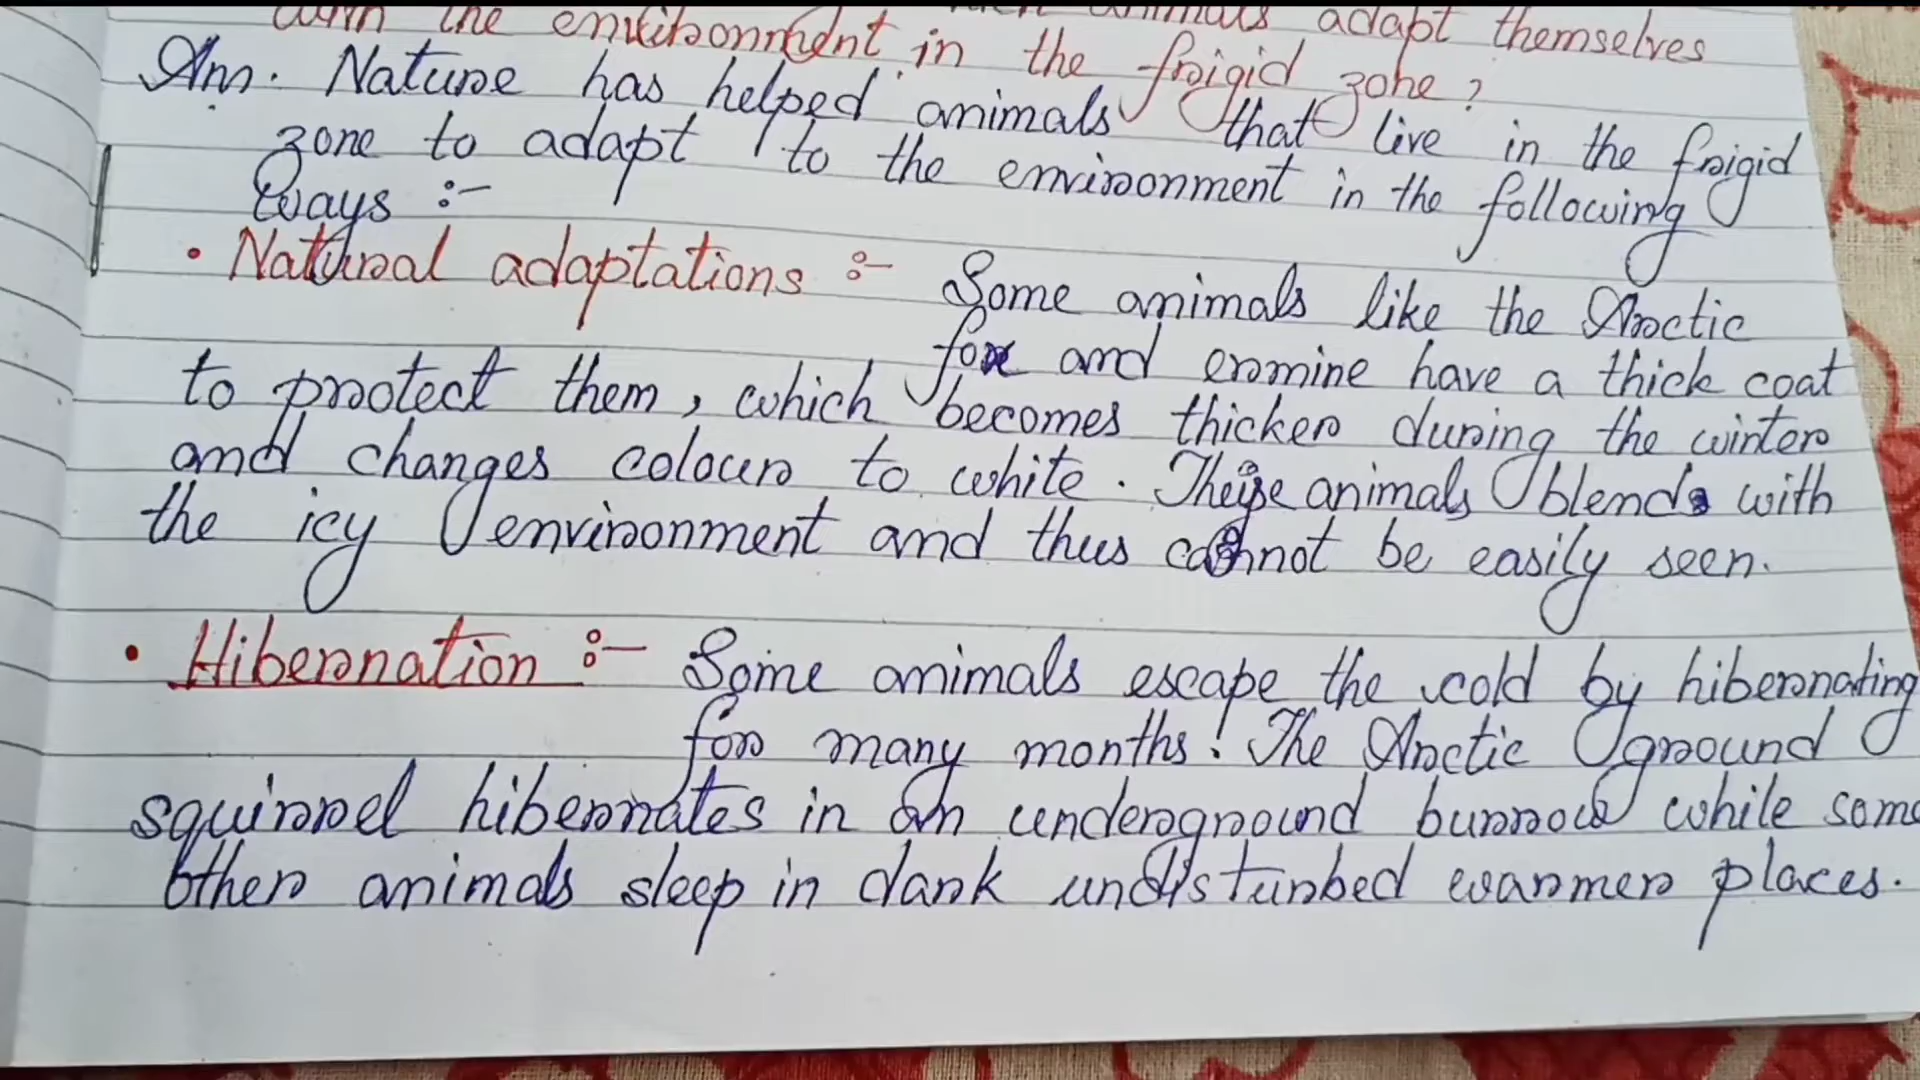 with the environment in the frigid zone?
animals adapt themselves
Ans. Nature has helped animals that live in the frigid
zone to adapt to the environment in the following
ways :-
• Natural adaptations :- Some animals like the Arctic
fox and ermine have a thick coat
to protect them, which becomes thicker during the winter
and changes colour to white. These animals blends with
the icy environment and thus cannot be easily seen.
• Hibernation :- Some animals escape the cold by hibernating
for many months! The Arctic ground
squirrel hibernates in an underground burrow while some
other animals sleep in dark undisturbed warmer places.